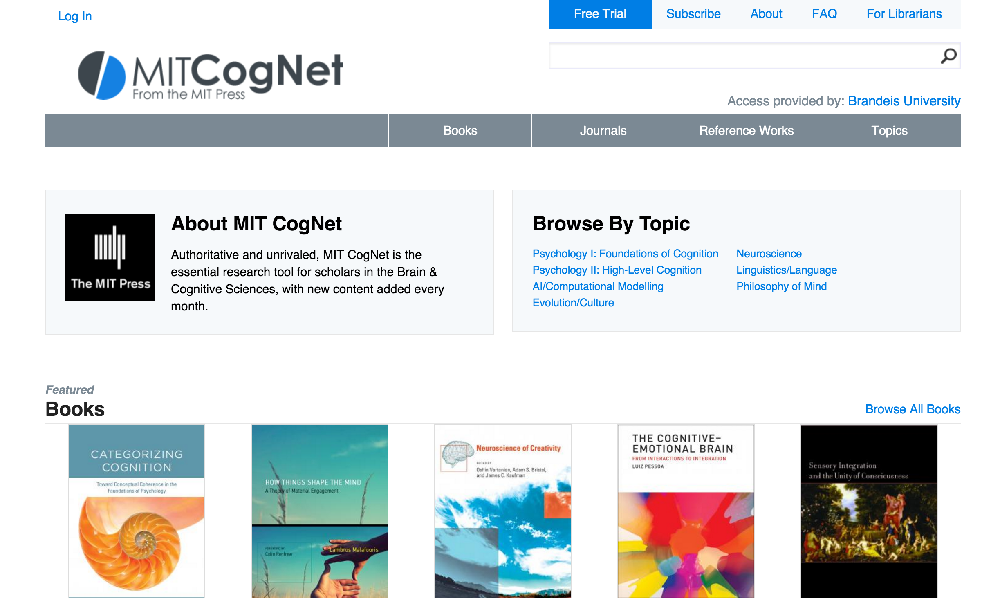 Log In
Free Trial
Subscribe
About
FAQ
For Librarians
MITCogNet
From the MIT Press
Access provided by: Brandeis University
Books
Journals
Reference Works
Topics
The MIT Press
About MIT CogNet
Authoritative and unrivaled, MIT CogNet is the
essential research tool for scholars in the Brain &
Cognitive Sciences, with new content added every
month.
Browse By Topic
Psychology I: Foundations of Cognition
Psychology II: High-Level Cognition
AI/Computational Modelling
Evolution/Culture
Neuroscience
Linguistics/Language
Philosophy of Mind
Featured
Books
Browse All Books
CATEGORIZING
COGNITION
Toward Conceptual Coherence in the
Foundations of Psychology
HOW THINGS SHAPE THE MIND
A Theory of Material Engagement
FOREWORD BY
Colin Renfrew
Lambros Malafouris
Neuroscience of Creativity
EDITED BY
Oshin Vartanian, Adam S. Bristol,
and James C. Kaufman
THE COGNITIVE–
EMOTIONAL BRAIN
FROM INTERACTIONS TO INTEGRATION
LUIZ PESSOA
Sensory Integration
and the Unity of Consciousness